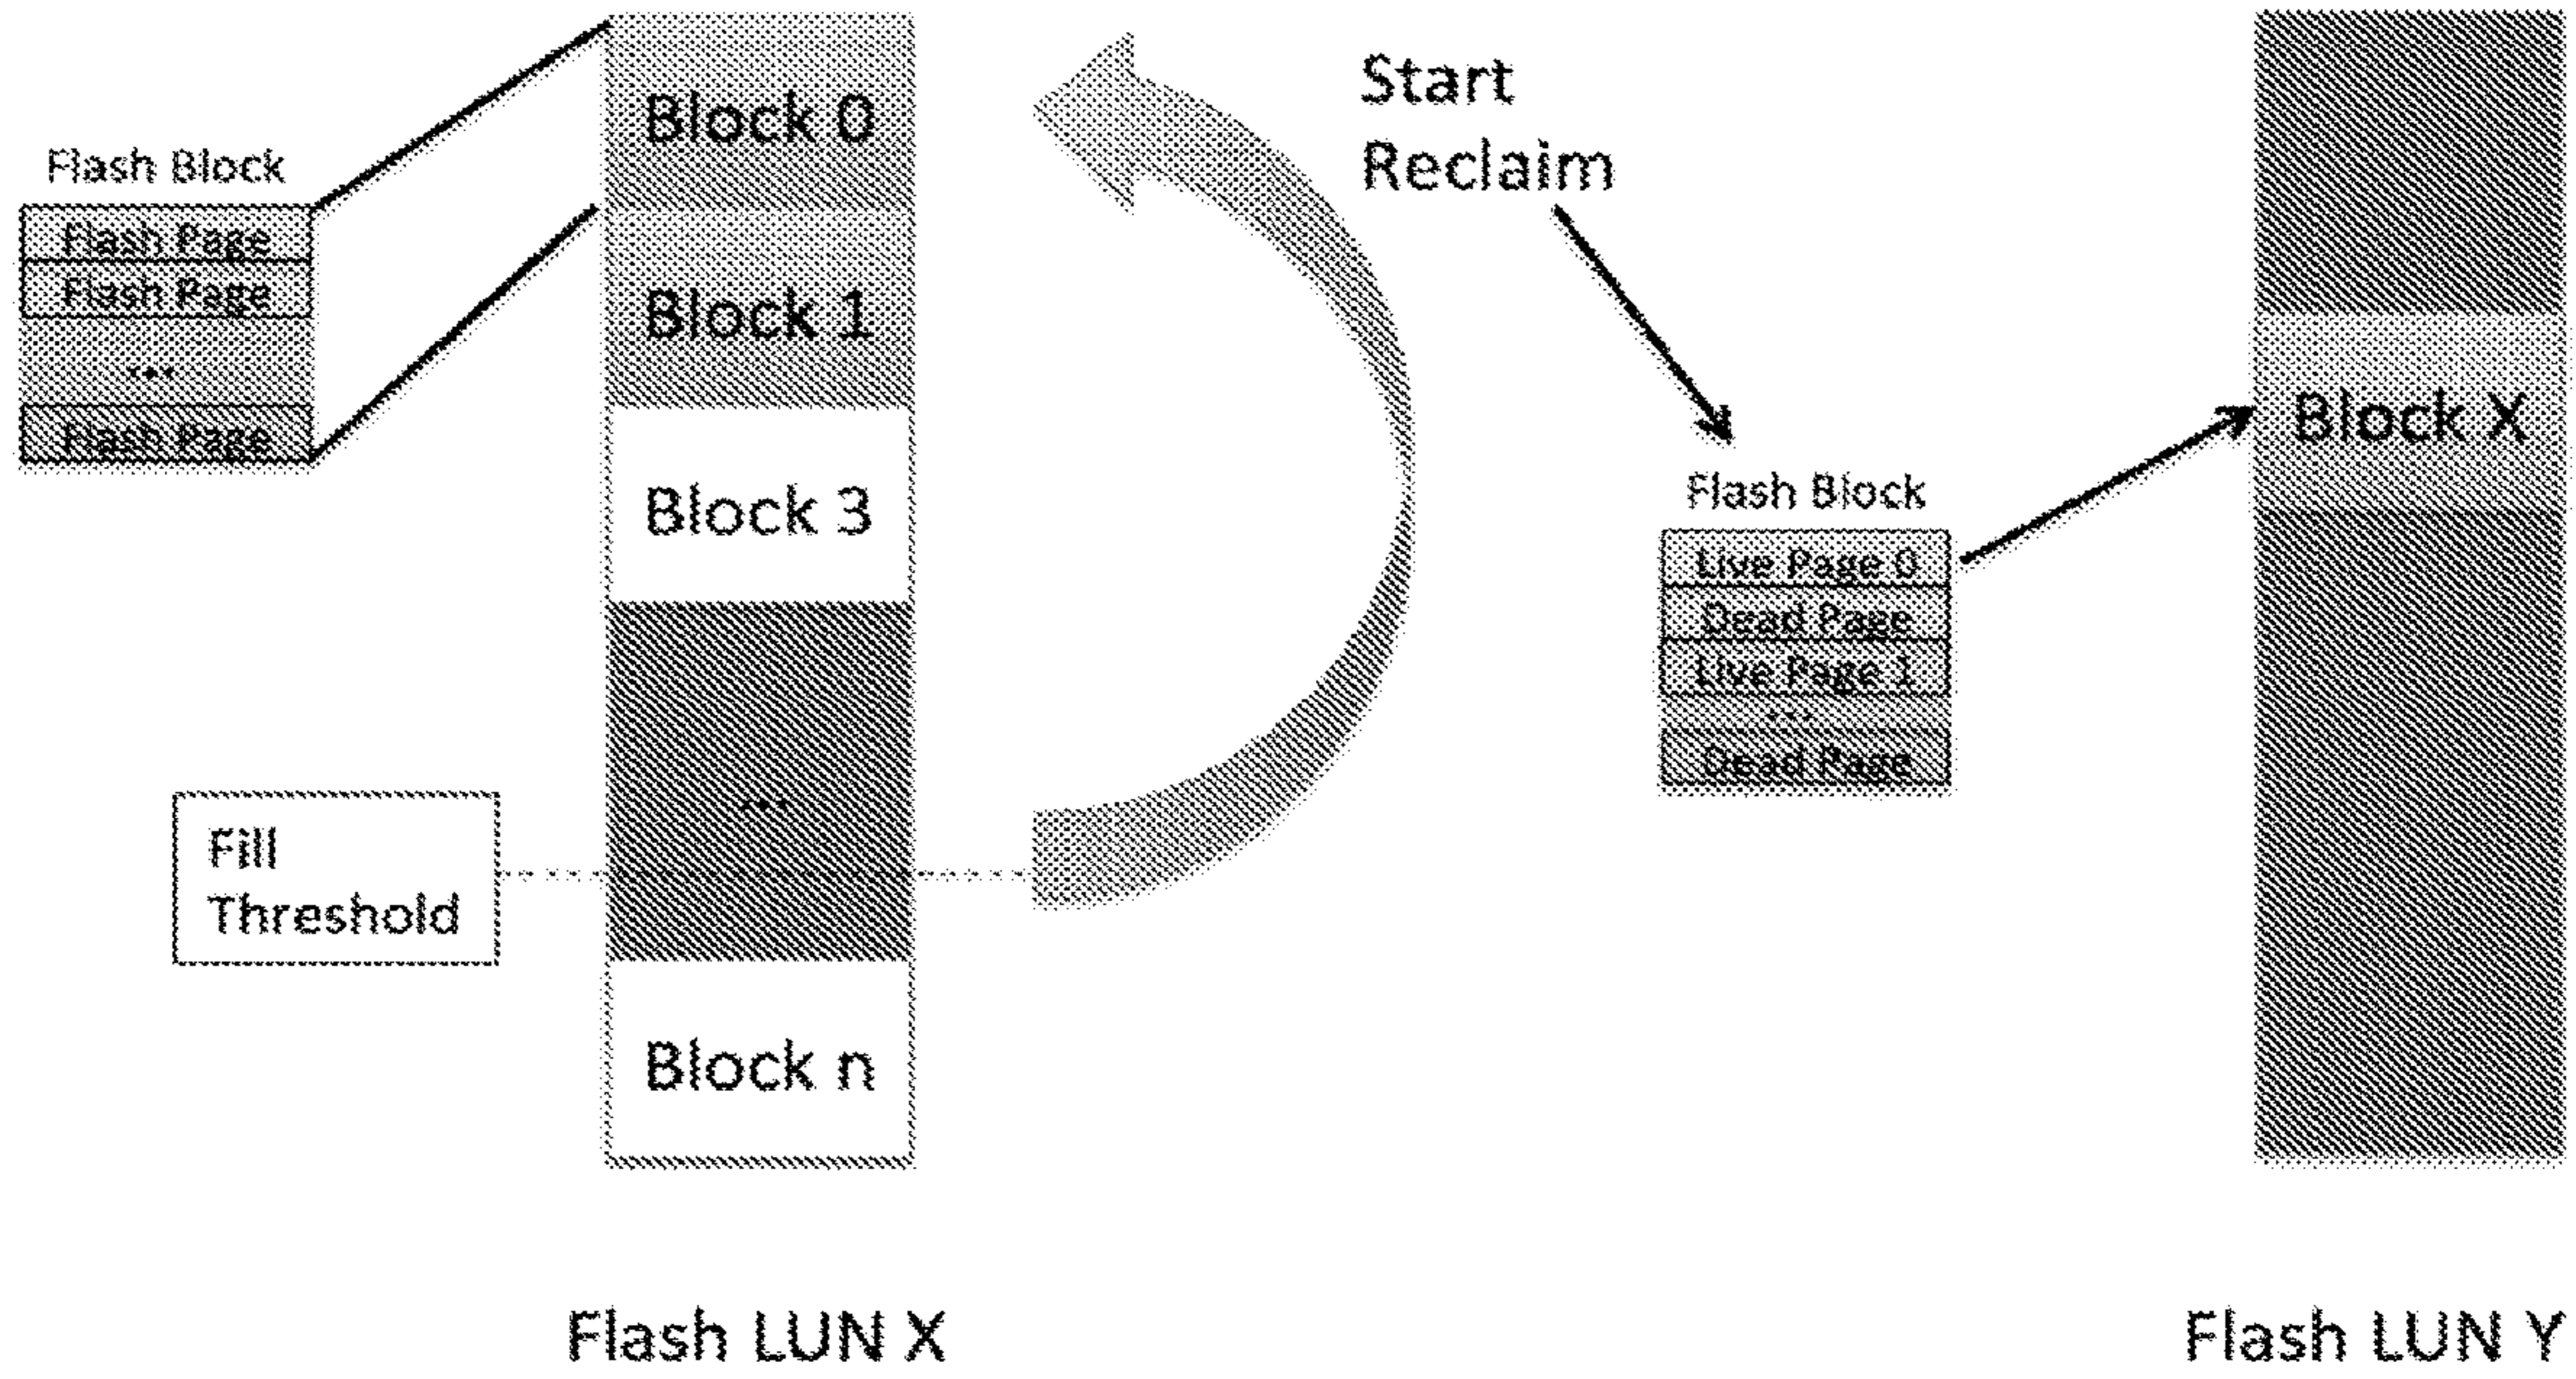 Flash Block
Flash Page
Flash Page
...
Flash Page
Block 0
Block 1
Block 3
...
Block n
Fill
Threshold
Flash LUN X
Start
Reclaim
Flash Block
Live Page 0
Dead Page
Live Page 1
...
Dead Page
Block X
Flash LUN Y